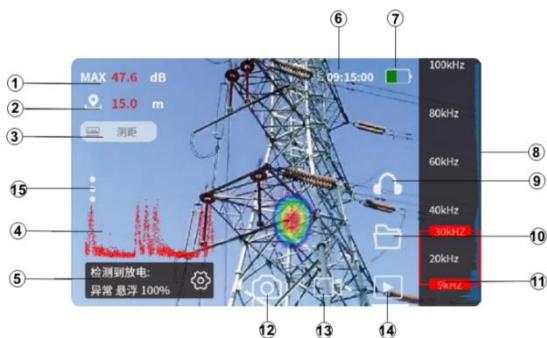 ⑥ ⑦
MAX 47.6 dB
09:15:00
100kHz
①
②
15.0 m
③
测距
80kHz
⑧
60kHz
⑨
⑮
40kHz
④
30kHz
⑩
⑤
检测到放电:
异常 悬浮 100%
20kHz
9kHz
⑪
⑫ ⑬ ⑭